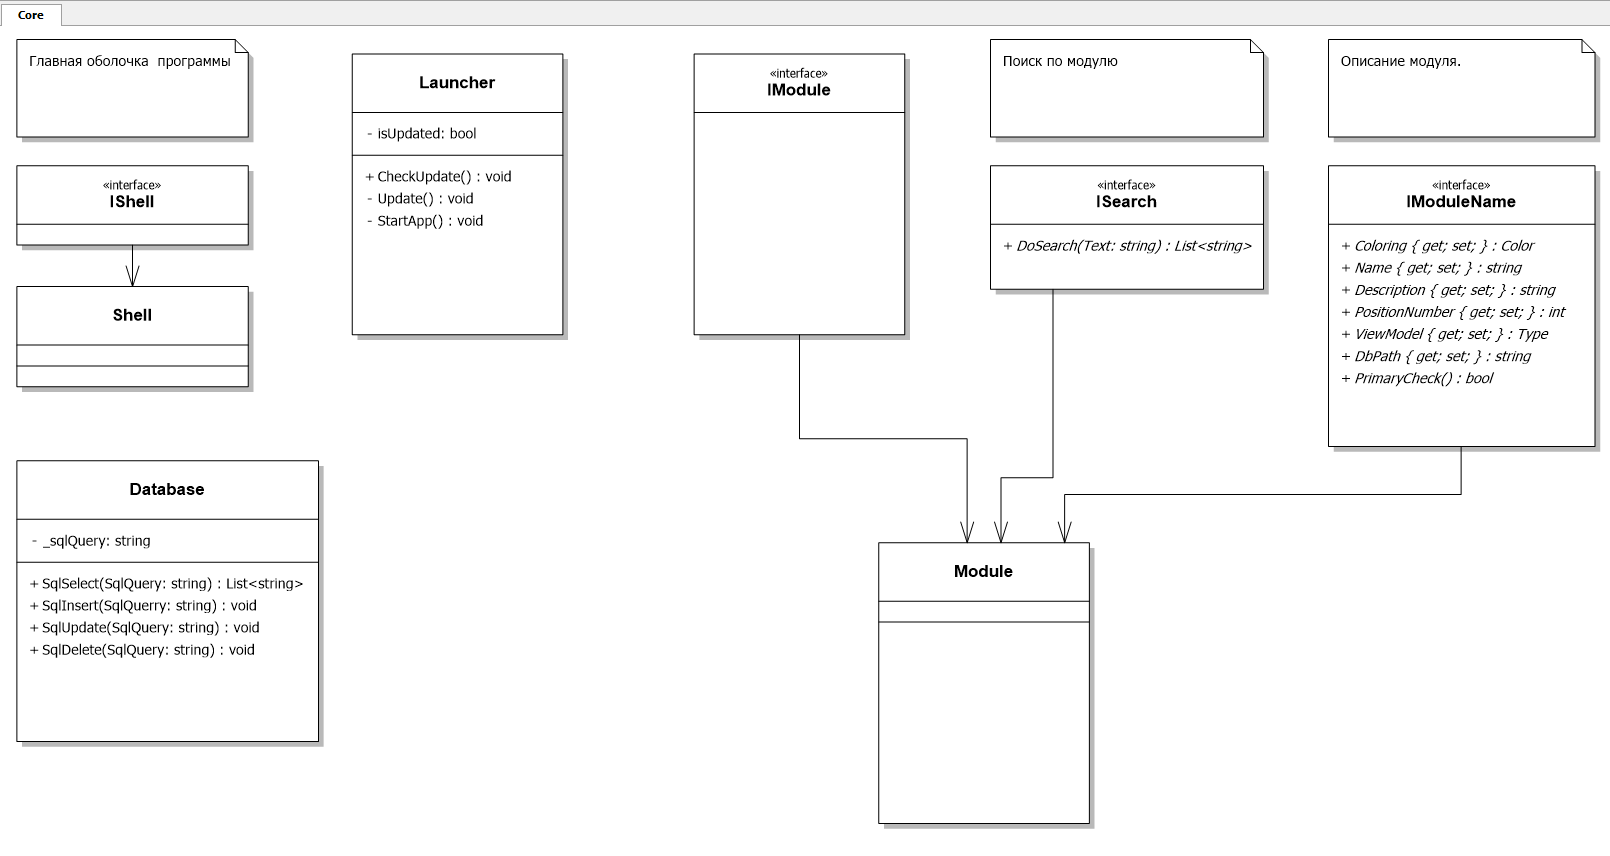 Core
Главная оболочка программы
«interface»
IShell
Shell
Launcher
- isUpdated: bool
+ CheckUpdate() : void
- Update() : void
- StartApp() : void
«interface»
IModule
Поиск по модулю
«interface»
ISearch
+ DoSearch(Text: string) : List<string>
Описание модуля.
«interface»
IModuleName
+ Coloring { get; set; } : Color
+ Name { get; set; } : string
+ Description { get; set; } : string
+ PositionNumber { get; set; } : int
+ ViewModel { get; set; } : Type
+ DbPath { get; set; } : string
+ PrimaryCheck() : bool
Database
- _sqlQuery: string
+ SqlSelect(SqlQuery: string) : List<string>
+ SqlInsert(SqlQuerry: string) : void
+ SqlUpdate(SqlQuery: string) : void
+ SqlDelete(SqlQuery: string) : void
Module